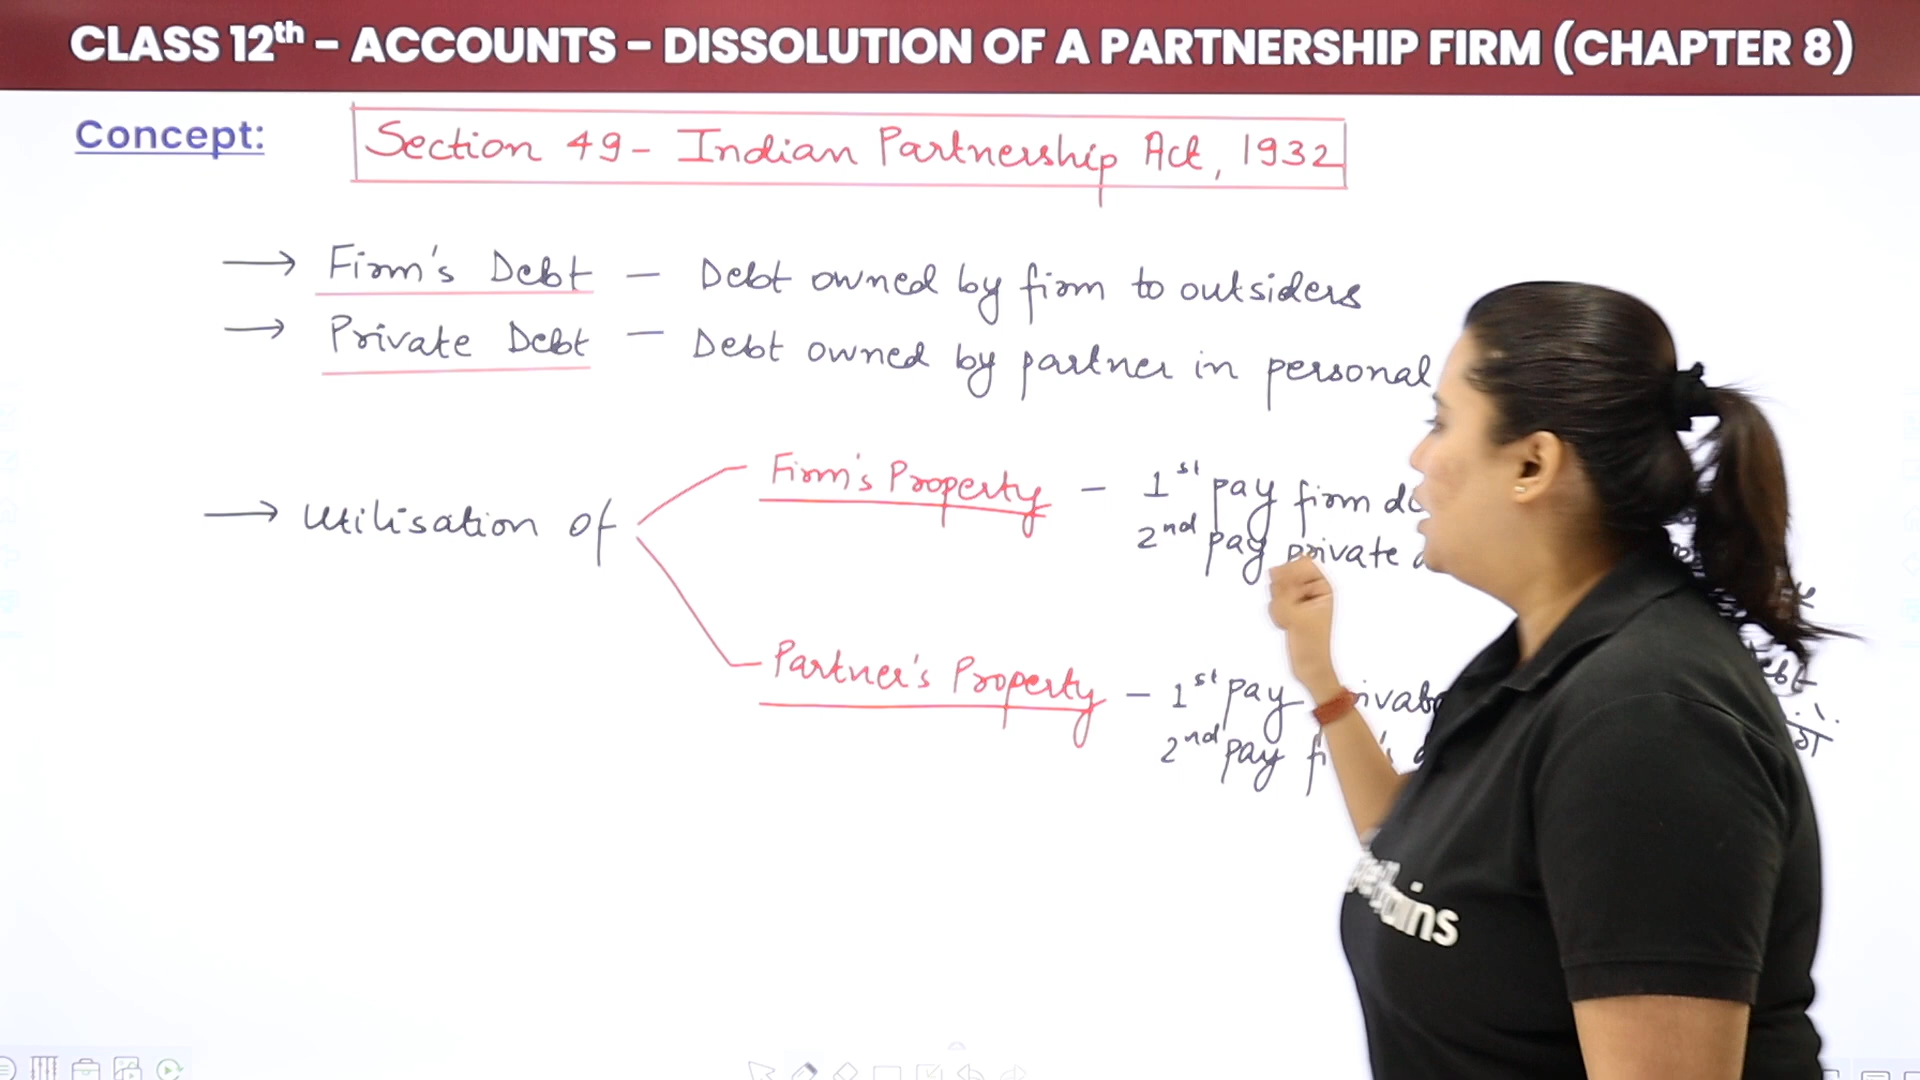 CLASS 12th – ACCOUNTS – DISSOLUTION OF A PARTNERSHIP FIRM (CHAPTER 8)
Concept:
Section 49 - Indian Partnership Act, 1932
→ Firm's Debt – Debt owned by firm to outsiders
→ Private Debt – Debt owned by partner in personal
→ Utilisation of
Firm's Property – 1st pay firm
2nd pay private
Partner's Property – 1st pay
2nd pay